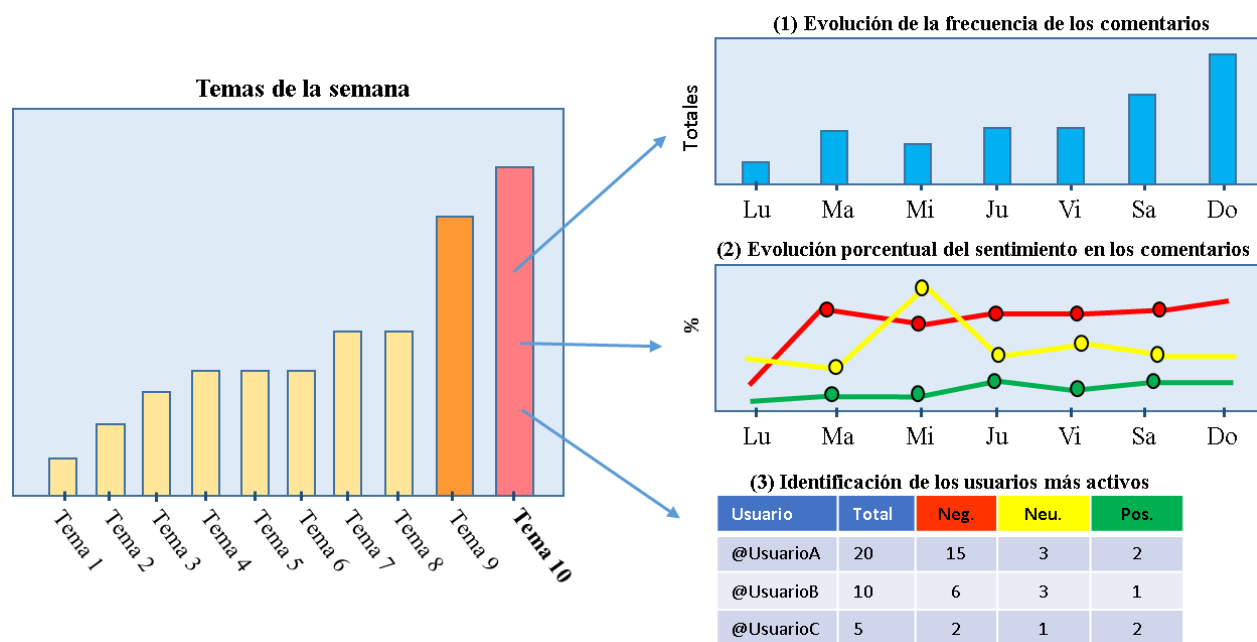 Temas de la semana
Tema 1
Tema 2
Tema 3
Tema 4
Tema 5
Tema 6
Tema 7
Tema 8
Tema 9
Tema 10
(1) Evolución de la frecuencia de los comentarios
Totales
Lu Ma Mi Ju Vi Sa Do
(2) Evolución porcentual del sentimiento en los comentarios
%
Lu Ma Mi Ju Vi Sa Do
(3) Identificación de los usuarios más activos
Usuario Total Neg. Neu. Pos.
@UsuarioA 20 15 3 2
@UsuarioB 10 6 3 1
@UsuarioC 5 2 1 2